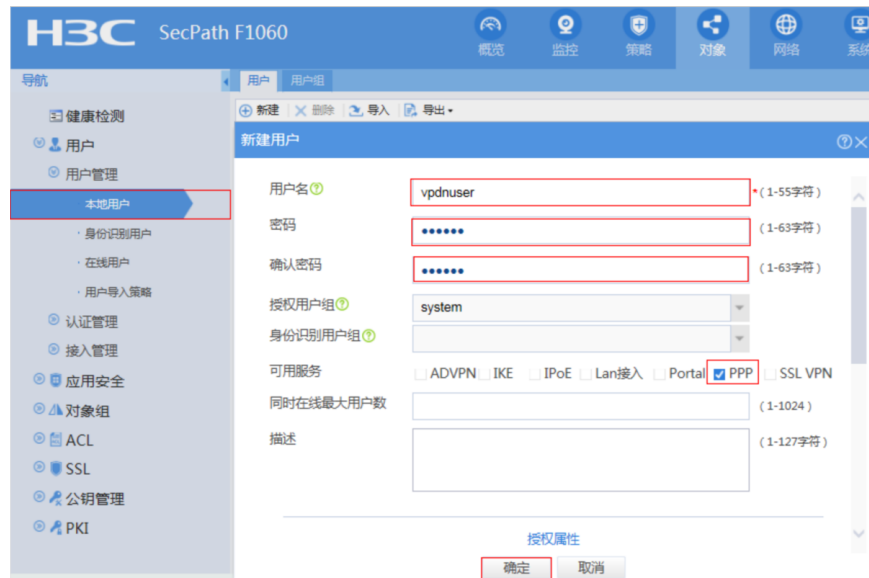 H3C SecPath F1060
概览 监控 策略 对象 网络 系统
导航 用户 用户组
新建 删除 导入 导出
新建用户
健康检测
用户
用户管理
本地用户
身份识别用户
在线用户
用户导入策略
认证管理
接入管理
应用安全
对象组
ACL
SSL
公钥管理
PKI
用户名 vpdnuser *(1-55字符)
密码 •••••• (1-63字符)
确认密码 •••••• (1-63字符)
授权用户组 system
身份识别用户组
可用服务 ADVPN IKE IPoE Lan接入 Portal PPP SSL VPN
同时在线最大用户数 (1-1024)
描述 (1-127字符)
授权属性
确定 取消